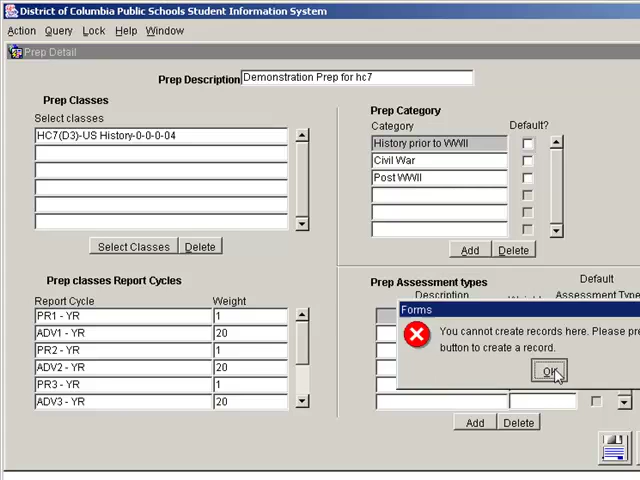 District of Columbia Public Schools Student Information System
Action Query Lock Help Window
Prep Detail
Prep Description Demonstration Prep for hc7
Prep Classes
Select classes
HC7(D3)-US History-0-0-0-04
Select Classes Delete
Prep Category
Category Default?
History prior to WWII
Civil War
Post WWII
Add Delete
Prep classes Report Cycles
Report Cycle Weight
PR1 - YR 1
ADV1 - YR 20
PR2 - YR 1
ADV2 - YR 20
PR3 - YR 1
ADV3 - YR 20
Prep Assessment types
Default
Description Assessment Type?
Forms
You cannot create records here. Please pre
button to create a record.
OK
Add Delete